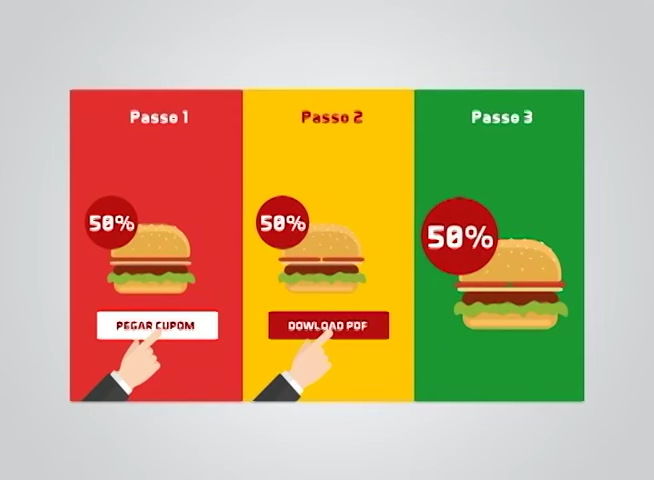 Passo 1
50%
PEGAR CUPOM
Passo 2
50%
DOWLOAD PDF
Passo 3
50%